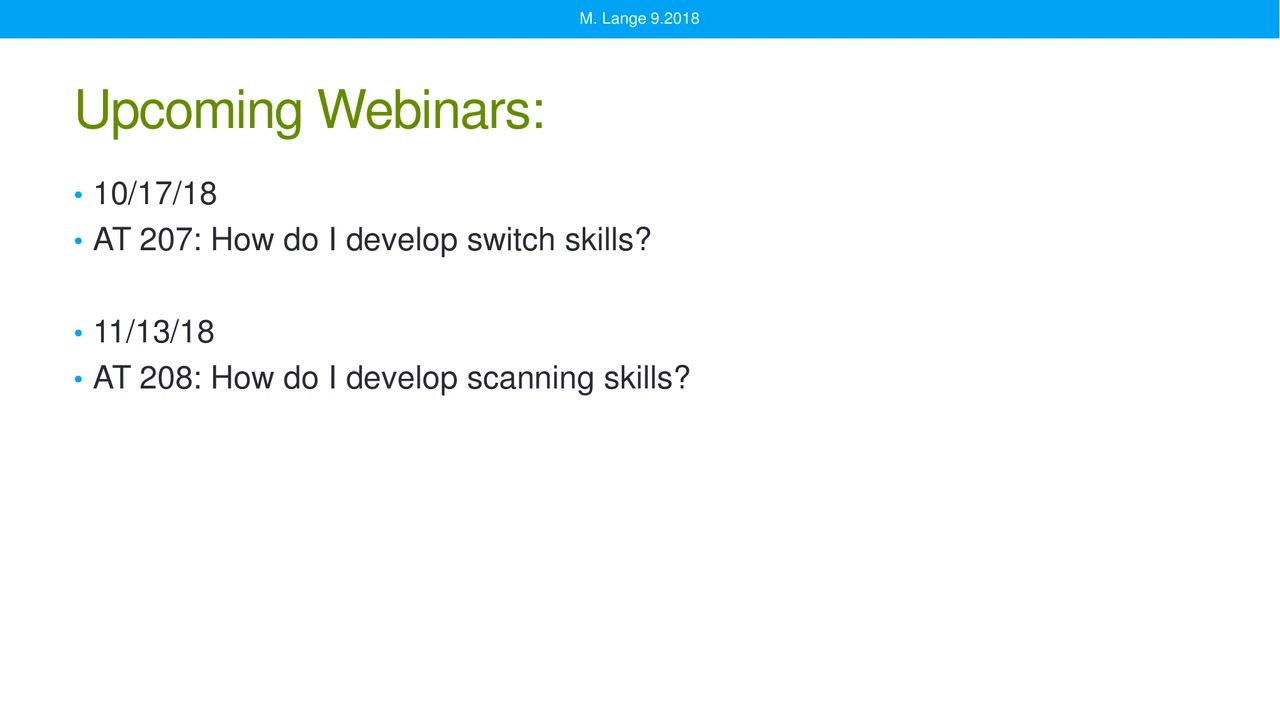 M. Lange 9.2018
Upcoming Webinars:
• 10/17/18
• AT 207: How do I develop switch skills?
• 11/13/18
• AT 208: How do I develop scanning skills?